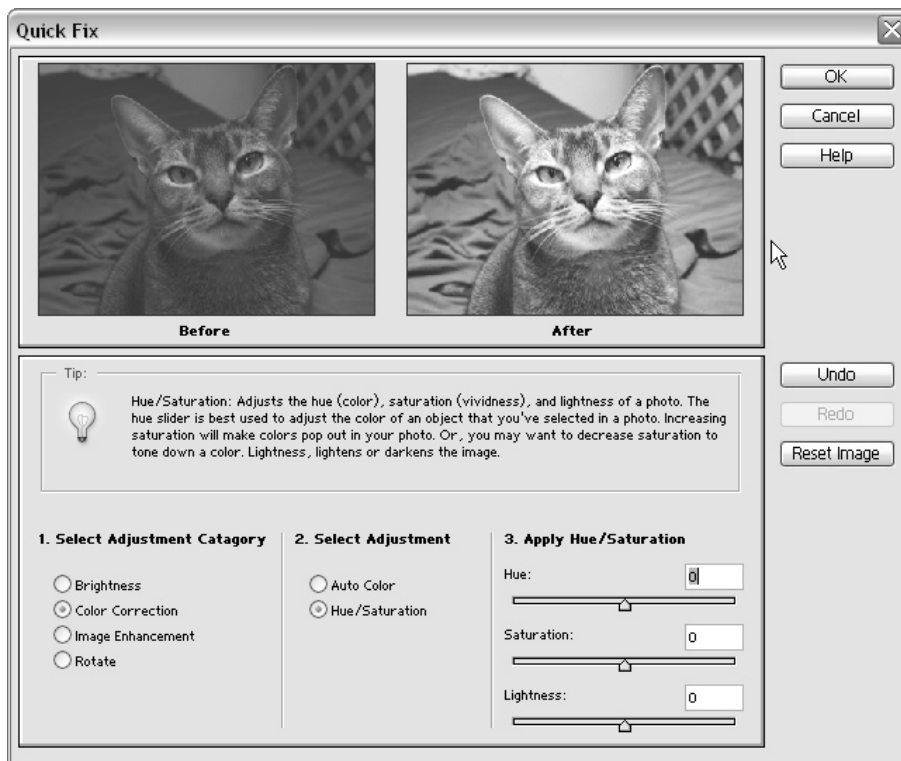 Quick Fix
OK
Cancel
Help
Before
After
Tip:
Hue/Saturation: Adjusts the hue (color), saturation (vividness), and lightness of a photo. The
hue slider is best used to adjust the color of an object that you've selected in a photo. Increasing
saturation will make colors pop out in your photo. Or, you may want to decrease saturation to
tone down a color. Lightness, lightens or darkens the image.
Undo
Redo
Reset Image
1. Select Adjustment Catagory
Brightness
Color Correction
Image Enhancement
Rotate
2. Select Adjustment
Auto Color
Hue/Saturation
3. Apply Hue/Saturation
Hue: 0
Saturation: 0
Lightness: 0